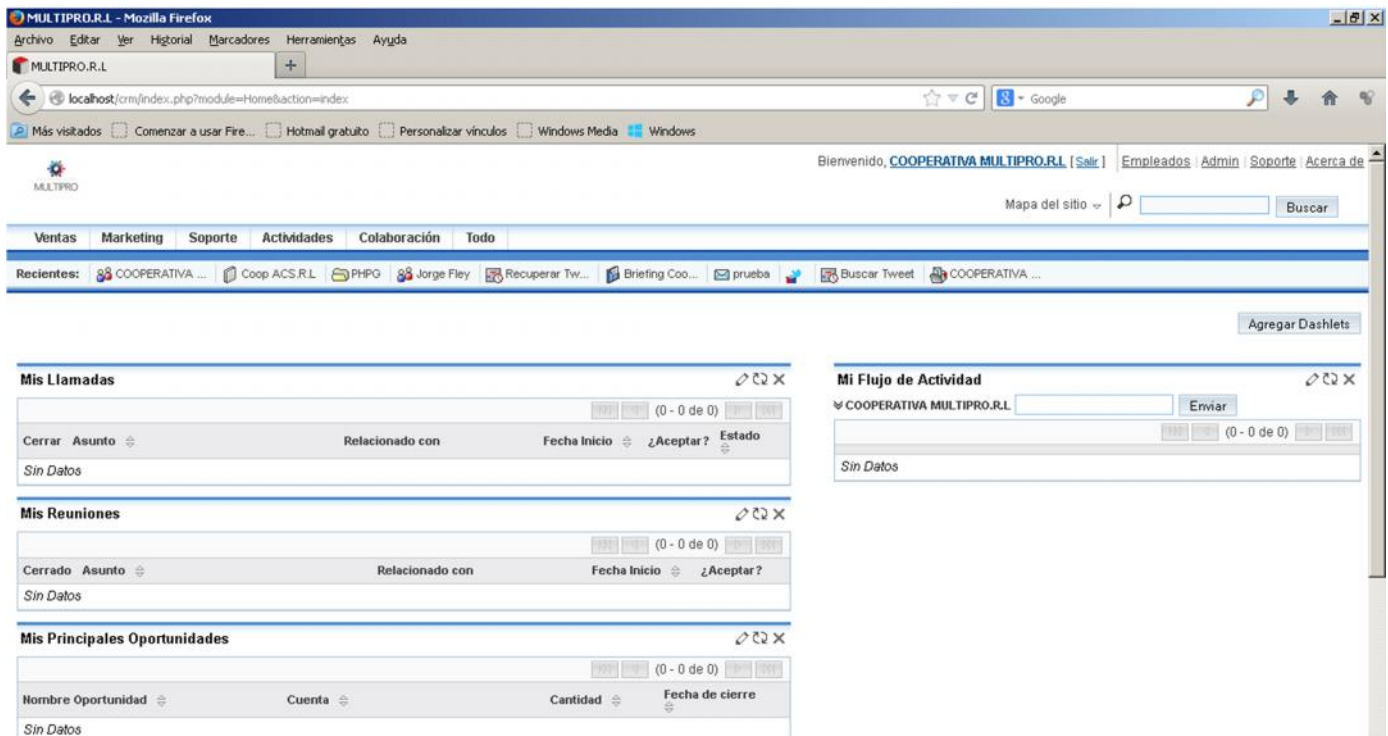 MULTIPRO.R.L - Mozilla Firefox
Archivo Editar Ver Historial Marcadores Herramientas Ayuda
MULTIPRO.R.L
localhost/crm/index.php?module=Home&action=index
Google
Más visitados Comenzar a usar Fire... Hotmail gratuito Personalizar vínculos Windows Media Windows
Bienvenido, COOPERATIVA MULTIPRO.R.L [ Salir ] Empleados Admin Soporte Acerca de
MULTIPRO
Mapa del sitio Buscar
Ventas Marketing Soporte Actividades Colaboración Todo
Recientes: COOPERATIVA ... Coop ACS.R.L PHPG Jorge Fley Recuperar Tw... Briefing Coo... prueba Buscar Tweet COOPERATIVA ...
Agregar Dashlets
Mis Llamadas
(0 - 0 de 0)
Cerrar Asunto Relacionado con Fecha Inicio ¿Aceptar? Estado
Sin Datos
Mis Reuniones
(0 - 0 de 0)
Cerrado Asunto Relacionado con Fecha Inicio ¿Aceptar?
Sin Datos
Mis Principales Oportunidades
(0 - 0 de 0)
Nombre Oportunidad Cuenta Cantidad Fecha de cierre
Sin Datos
Mi Flujo de Actividad
COOPERATIVA MULTIPRO.R.L Enviar
(0 - 0 de 0)
Sin Datos